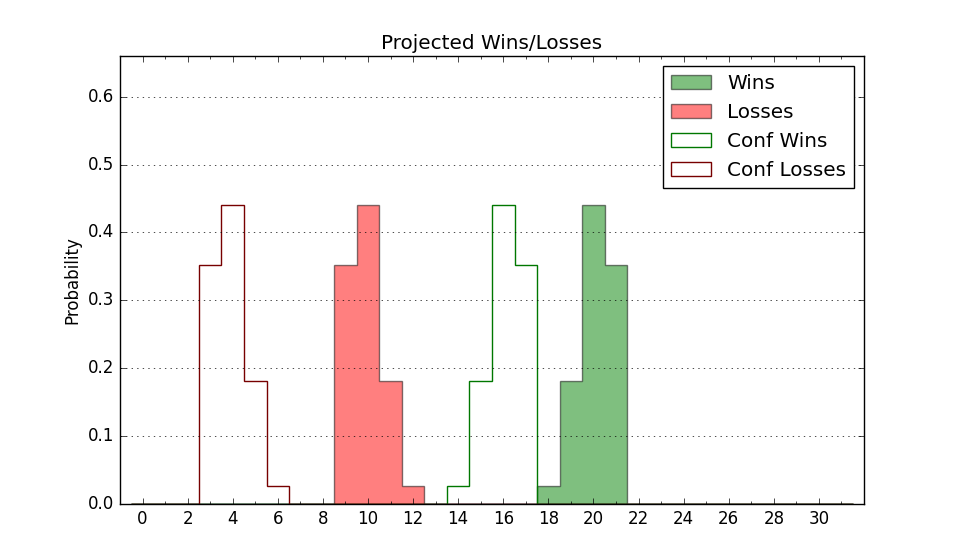 Projected Wins/Losses
Wins
Losses
Conf Wins
Conf Losses
Probability
0.6
0.5
0.4
0.3
0.2
0.1
0.0
0 2 4 6 8 10 12 14 16 18 20 22 24 26 28 30